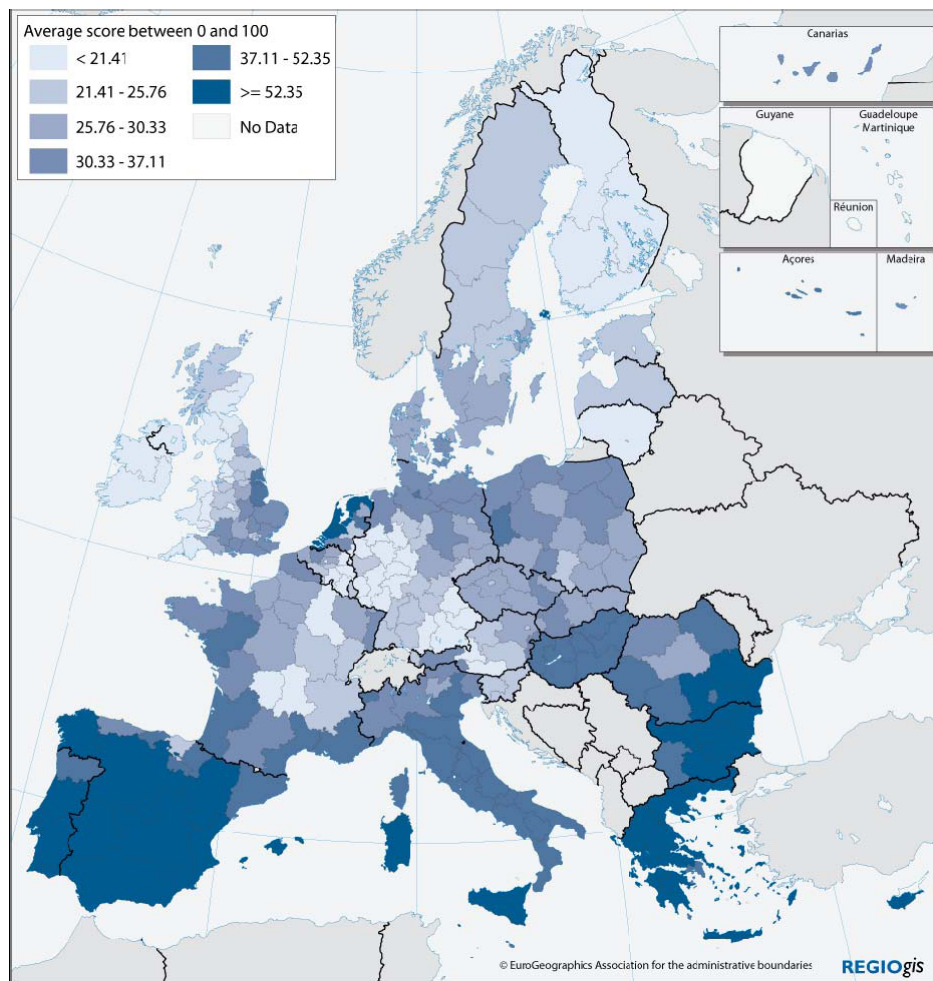 Average score between 0 and 100
< 21.41
21.41 - 25.76
25.76 - 30.33
30.33 - 37.11
37.11 - 52.35
>= 52.35
No Data
Canarias
Guyane
Guadeloupe
Martinique
Réunion
Açores
Madeira
© EuroGeographics Association for the administrative boundaries
REGIOgis